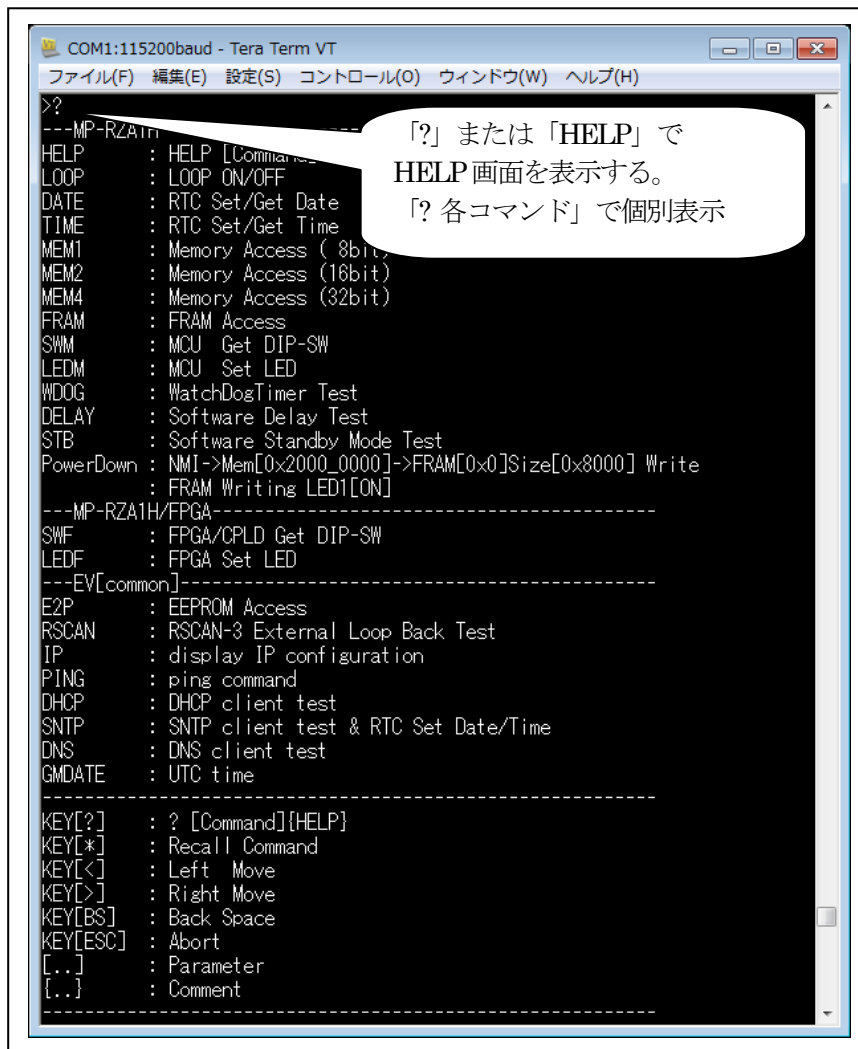 COM1:115200baud - Tera Term VT
ファイル(F) 編集(E) 設定(S) コントロール(O) ウィンドウ(W) ヘルプ(H)
>?
---MP-RZA1H
「?」または「HELP」で
HELP画面を表示する。
「? 各コマンド」で個別表示
HELP : HELP [Command
LOOP : LOOP ON/OFF
DATE : RTC Set/Get Date
TIME : RTC Set/Get Time
MEM1 : Memory Access ( 8bit)
MEM2 : Memory Access (16bit)
MEM4 : Memory Access (32bit)
FRAM : FRAM Access
SWM : MCU  Get DIP-SW
LEDM : MCU  Set LED
WDOG : WatchDogTimer Test
DELAY : Software Delay Test
STB : Software Standby Mode Test
PowerDown : NMI->Mem[0x2000_0000]->FRAM[0x0]Size[0x8000] Write
: FRAM Writing LED1[ON]
---MP-RZA1H/FPGA------------------------------------------
SWF : FPGA/CPLD Get DIP-SW
LEDF : FPGA Set LED
---EV[common]---------------------------------------------
E2P : EEPROM Access
RSCAN : RSCAN-3 External Loop Back Test
IP : display IP configuration
PING : ping command
DHCP : DHCP client test
SNTP : SNTP client test & RTC Set Date/Time
DNS : DNS client test
GMDATE : UTC time
----------------------------------------------------------
KEY[?] : ? [Command]{HELP}
KEY[*] : Recall Command
KEY[<] : Left  Move
KEY[>] : Right Move
KEY[BS] : Back Space
KEY[ESC] : Abort
[..] : Parameter
{..} : Comment
----------------------------------------------------------